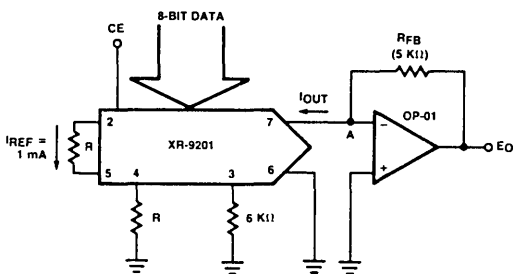 8-BIT DATA
CE
RFB
(5 KΩ)
IOUT
OP-01
2
7
A
−
IREF =
1 mA
R
XR-9201
EO
5
4
3
6
+
R
6 KΩ